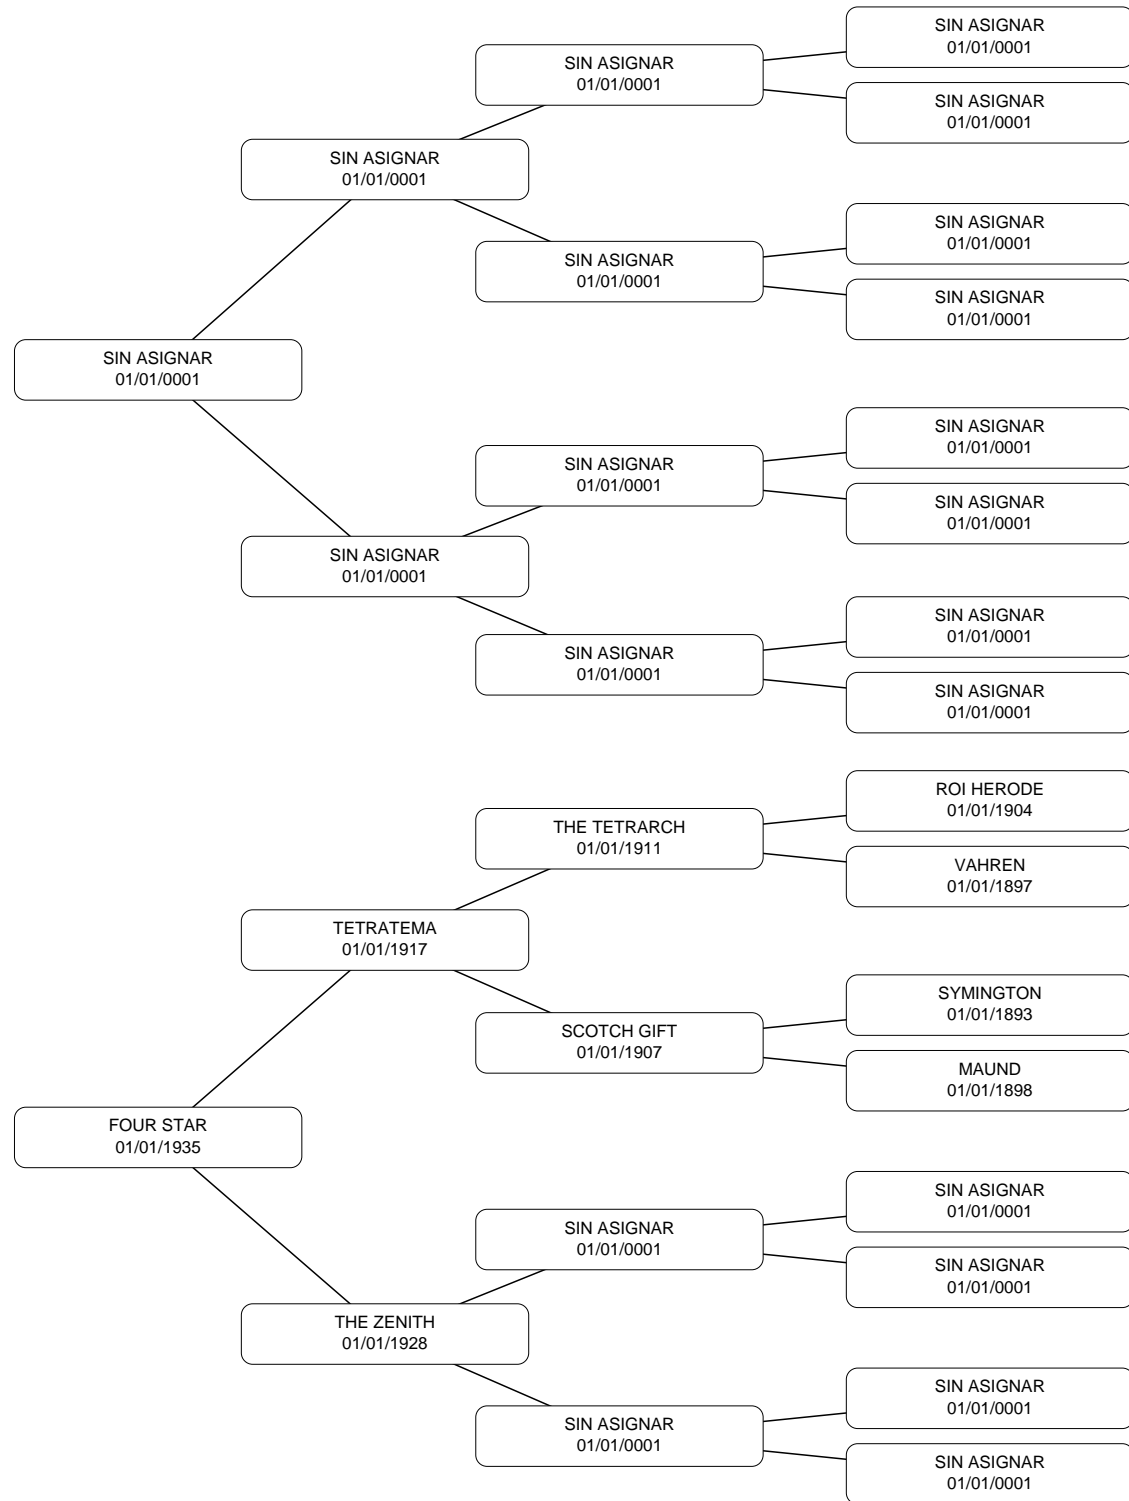 SIN ASIGNAR
01/01/0001
SIN ASIGNAR
01/01/0001
SIN ASIGNAR
01/01/0001
SIN ASIGNAR
01/01/0001
SIN ASIGNAR
01/01/0001
SIN ASIGNAR
01/01/0001
SIN ASIGNAR
01/01/0001
SIN ASIGNAR
01/01/0001
SIN ASIGNAR
01/01/0001
SIN ASIGNAR
01/01/0001
SIN ASIGNAR
01/01/0001
SIN ASIGNAR
01/01/0001
SIN ASIGNAR
01/01/0001
SIN ASIGNAR
01/01/0001
SIN ASIGNAR
01/01/0001
ROI HERODE
01/01/1904
THE TETRARCH
01/01/1911
VAHREN
01/01/1897
TETRATEMA
01/01/1917
SYMINGTON
01/01/1893
SCOTCH GIFT
01/01/1907
MAUND
01/01/1898
FOUR STAR
01/01/1935
SIN ASIGNAR
01/01/0001
SIN ASIGNAR
01/01/0001
SIN ASIGNAR
01/01/0001
THE ZENITH
01/01/1928
SIN ASIGNAR
01/01/0001
SIN ASIGNAR
01/01/0001
SIN ASIGNAR
01/01/0001